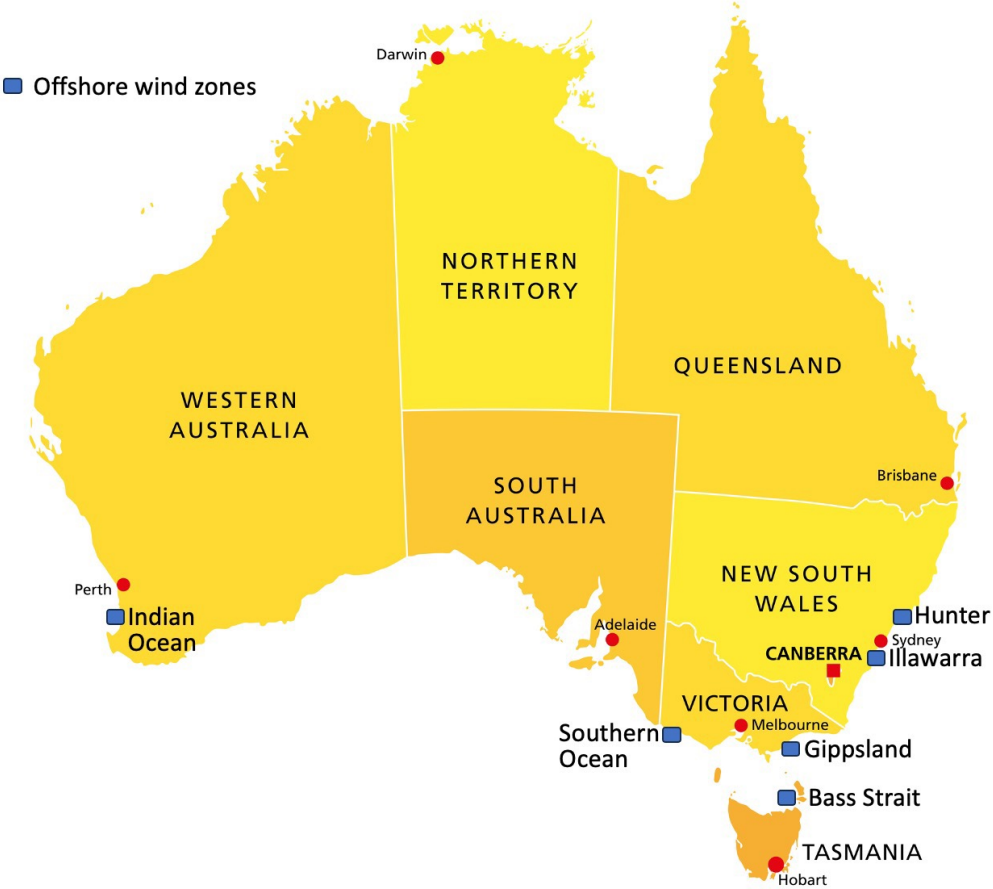 Darwin
Offshore wind zones
NORTHERN
TERRITORY
QUEENSLAND
WESTERN
AUSTRALIA
Brisbane
SOUTH
AUSTRALIA
NEW SOUTH
WALES
Perth
Indian
Ocean
Hunter
Adelaide
Sydney
CANBERRA
Illawarra
VICTORIA
Melbourne
Southern
Ocean
Gippsland
Bass Strait
TASMANIA
Hobart